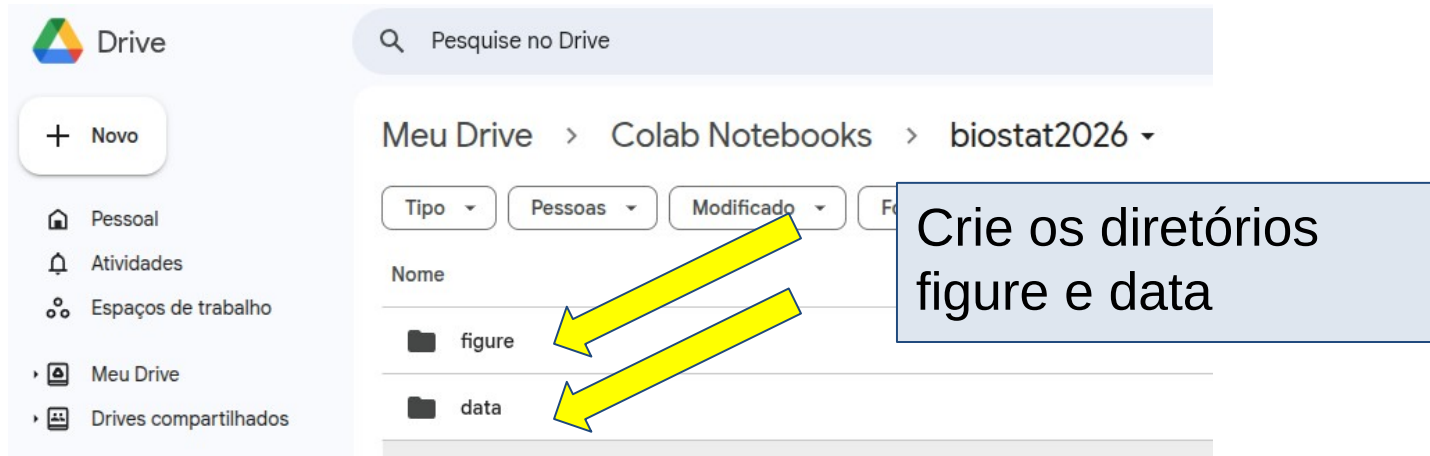 Drive
Pesquise no Drive
Novo
Meu Drive > Colab Notebooks > biostat2026
Tipo Pessoas Modificado Fo
Crie os diretórios
figure e data
Pessoal
Atividades
Espaços de trabalho
Meu Drive
Drives compartilhados
Nome
figure
data